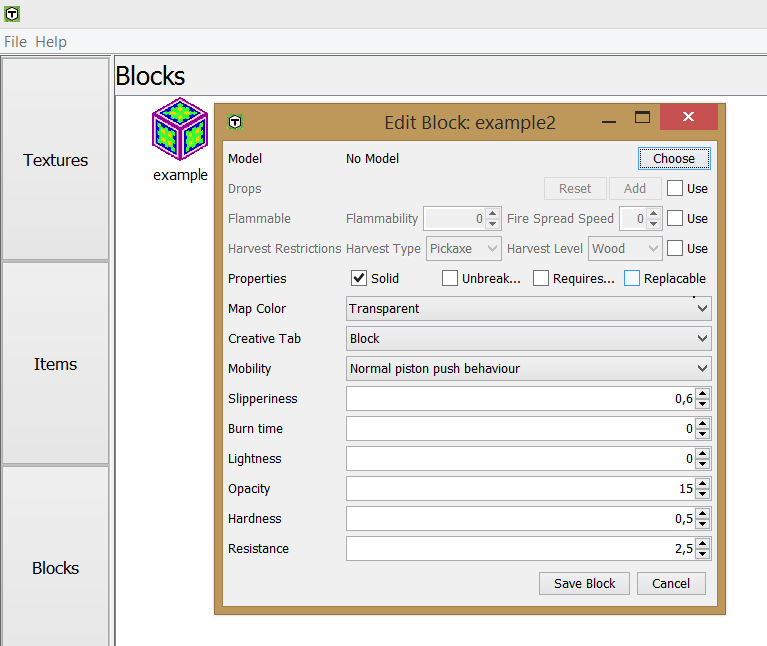 File Help
Blocks
Textures
Items
Blocks
example
Edit Block: example2
Model No Model Choose
Drops Reset Add Use
Flammable Flammability 0 Fire Spread Speed 0 Use
Harvest Restrictions Harvest Type Pickaxe Harvest Level Wood Use
Properties Solid Unbreak... Requires... Replacable
Map Color Transparent
Creative Tab Block
Mobility Normal piston push behaviour
Slipperiness 0,6
Burn time 0
Lightness 0
Opacity 15
Hardness 0,5
Resistance 2,5
Save Block Cancel